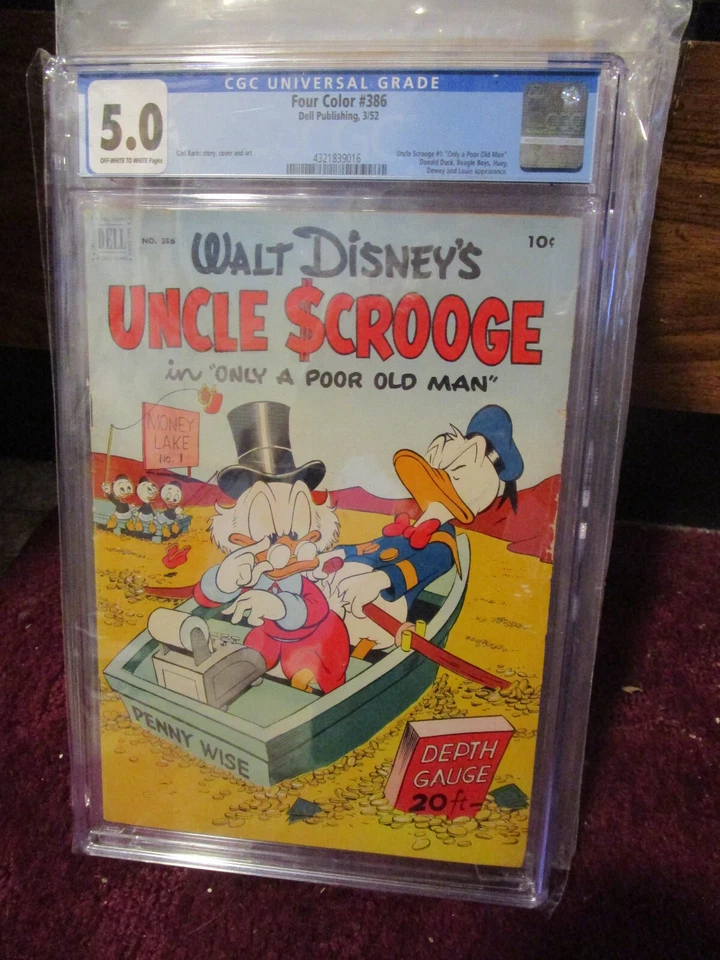 CGC UNIVERSAL GRADE
5.0
OFF-WHITE TO WHITE Pages
Four Color #386
Dell Publishing, 3/52
Carl Barks story, cover and art
4321839016
Uncle Scrooge #1. "Only a Poor Old Man"
Donald Duck, Beagle Boys, Huey,
Dewey and Louie appearance.
DELL
NO. 386
WALT DISNEY'S
10¢
UNCLE $CROOGE
in "ONLY A POOR OLD MAN"
MONEY
LAKE
No. 1
PENNY WISE
DEPTH
GAUGE
20 ft-